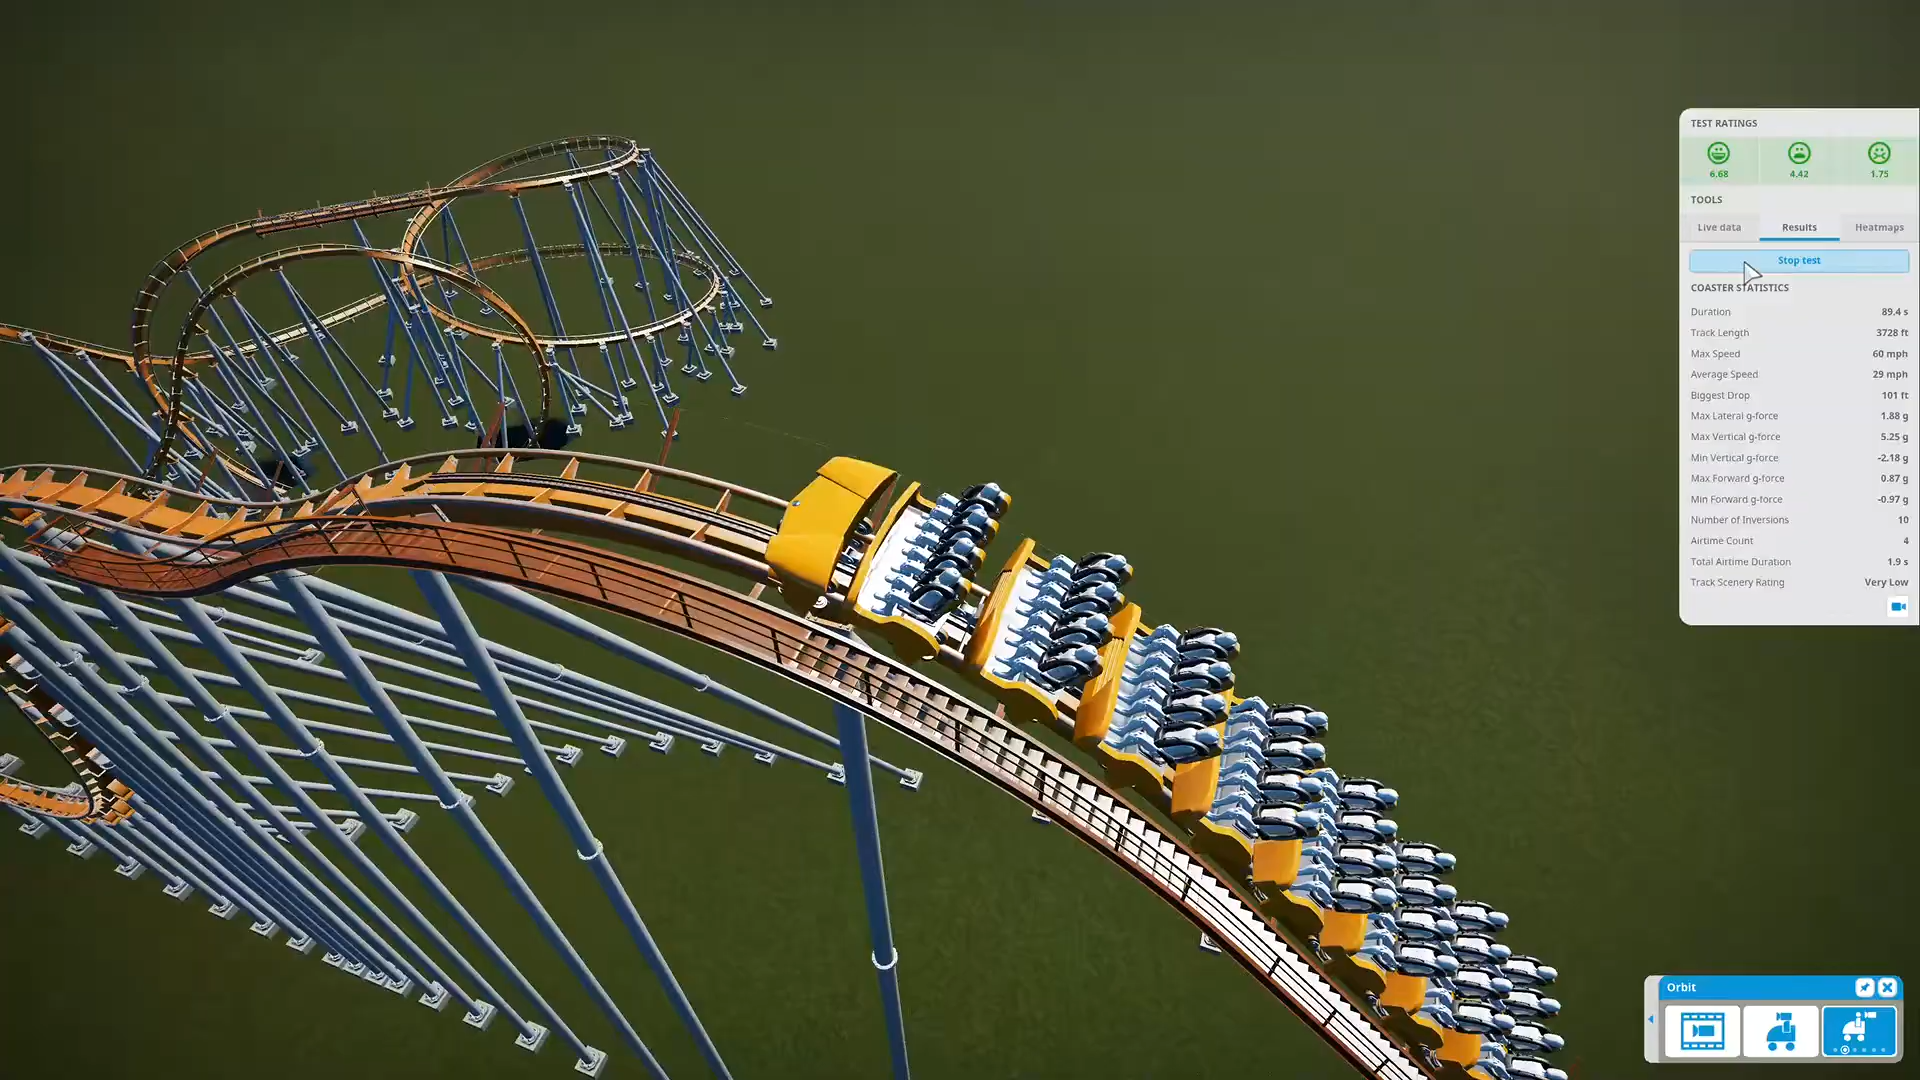 TEST RATINGS
6.68 4.42 1.75
TOOLS
Live data Results Heatmaps
Stop test
COASTER STATISTICS
Duration 89.4 s
Track Length 3728 ft
Max Speed 60 mph
Average Speed 29 mph
Biggest Drop 101 ft
Max Lateral g-force 1.88 g
Max Vertical g-force 5.25 g
Min Vertical g-force -2.18 g
Max Forward g-force 0.87 g
Min Forward g-force -0.97 g
Number of Inversions 10
Airtime Count 4
Total Airtime Duration 1.9 s
Track Scenery Rating Very Low
Orbit